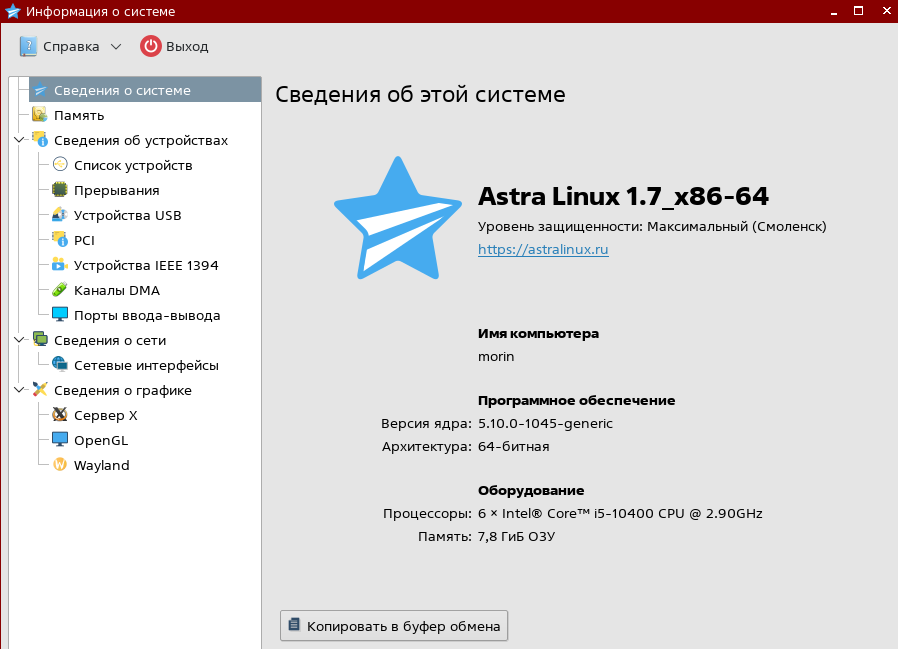 Информация о системе
Справка
Выход
Сведения о системе
Память
Сведения об устройствах
Список устройств
Прерывания
Устройства USB
PCI
Устройства IEEE 1394
Каналы DMA
Порты ввода-вывода
Сведения о сети
Сетевые интерфейсы
Сведения о графике
Сервер X
OpenGL
Wayland
Сведения об этой системе
Astra Linux 1.7_x86-64
Уровень защищенности: Максимальный (Смоленск)
https://astralinux.ru
Имя компьютера
morin
Программное обеспечение
Версия ядра: 5.10.0-1045-generic
Архитектура: 64-битная
Оборудование
Процессоры: 6 × Intel® Core™ i5-10400 CPU @ 2.90GHz
Память: 7,8 ГиБ ОЗУ
Копировать в буфер обмена